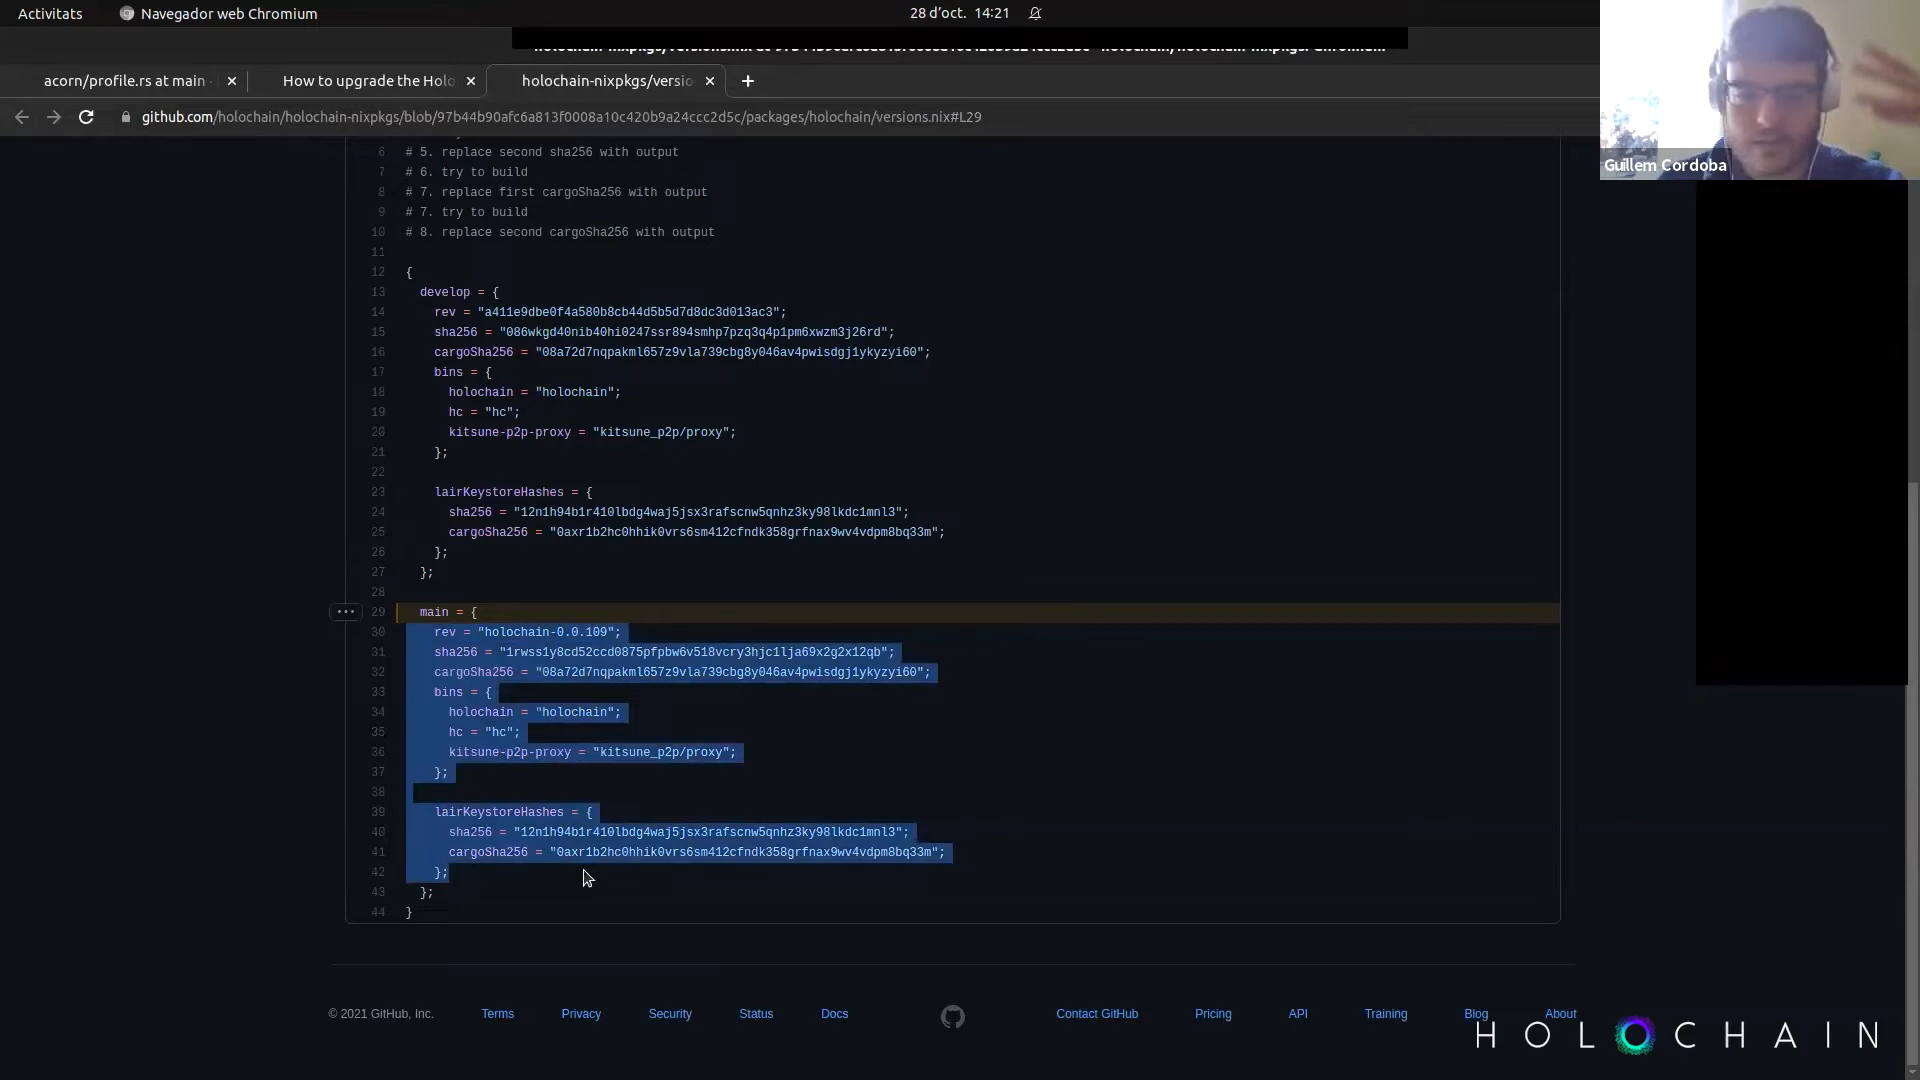 Activitats
Navegador web Chromium
28 d'oct. 14:21
acorn/profile.rs at main
How to upgrade the Holo
holochain-nixpkgs/versio
github.com/holochain/holochain-nixpkgs/blob/97b44b90afc6a813f0008a10c420b9a24ccc2d5c/packages/holochain/versions.nix#L29
Guillem Cordoba
6 # 5. replace second sha256 with output
7 # 6. try to build
8 # 7. replace first cargoSha256 with output
9 # 7. try to build
10 # 8. replace second cargoSha256 with output
11
12 {
13 develop = {
14 rev = "a411e9dbe0f4a580b8cb44d5b5d7d8dc3d013ac3";
15 sha256 = "086wkgd40nib40hi0247ssr894smhp7pzq3q4p1pm6xwzm3j26rd";
16 cargoSha256 = "08a72d7nqpakml657z9vla739cbg8y046av4pwisdgj1ykyzyi60";
17 bins = {
18 holochain = "holochain";
19 hc = "hc";
20 kitsune-p2p-proxy = "kitsune_p2p/proxy";
21 };
22
23 lairKeystoreHashes = {
24 sha256 = "12n1h94b1r410lbdg4waj5jsx3rafscnw5qnhz3ky98lkdc1mnl3";
25 cargoSha256 = "0axr1b2hc0hhik0vrs6sm412cfndk358grfnax9wv4vdpm8bq33m";
26 };
27 };
28
29 main = {
30 rev = "holochain-0.0.109";
31 sha256 = "1rwss1y8cd52ccd0875pfpbw6v518vcry3hjc1lja69x2g2x12qb";
32 cargoSha256 = "08a72d7nqpakml657z9vla739cbg8y046av4pwisdgj1ykyzyi60";
33 bins = {
34 holochain = "holochain";
35 hc = "hc";
36 kitsune-p2p-proxy = "kitsune_p2p/proxy";
37 };
38
39 lairKeystoreHashes = {
40 sha256 = "12n1h94b1r410lbdg4waj5jsx3rafscnw5qnhz3ky98lkdc1mnl3";
41 cargoSha256 = "0axr1b2hc0hhik0vrs6sm412cfndk358grfnax9wv4vdpm8bq33m";
42 };
43 };
44 }
© 2021 GitHub, Inc. Terms Privacy Security Status Docs Contact GitHub Pricing API Training Blog About
HOLOCHAIN